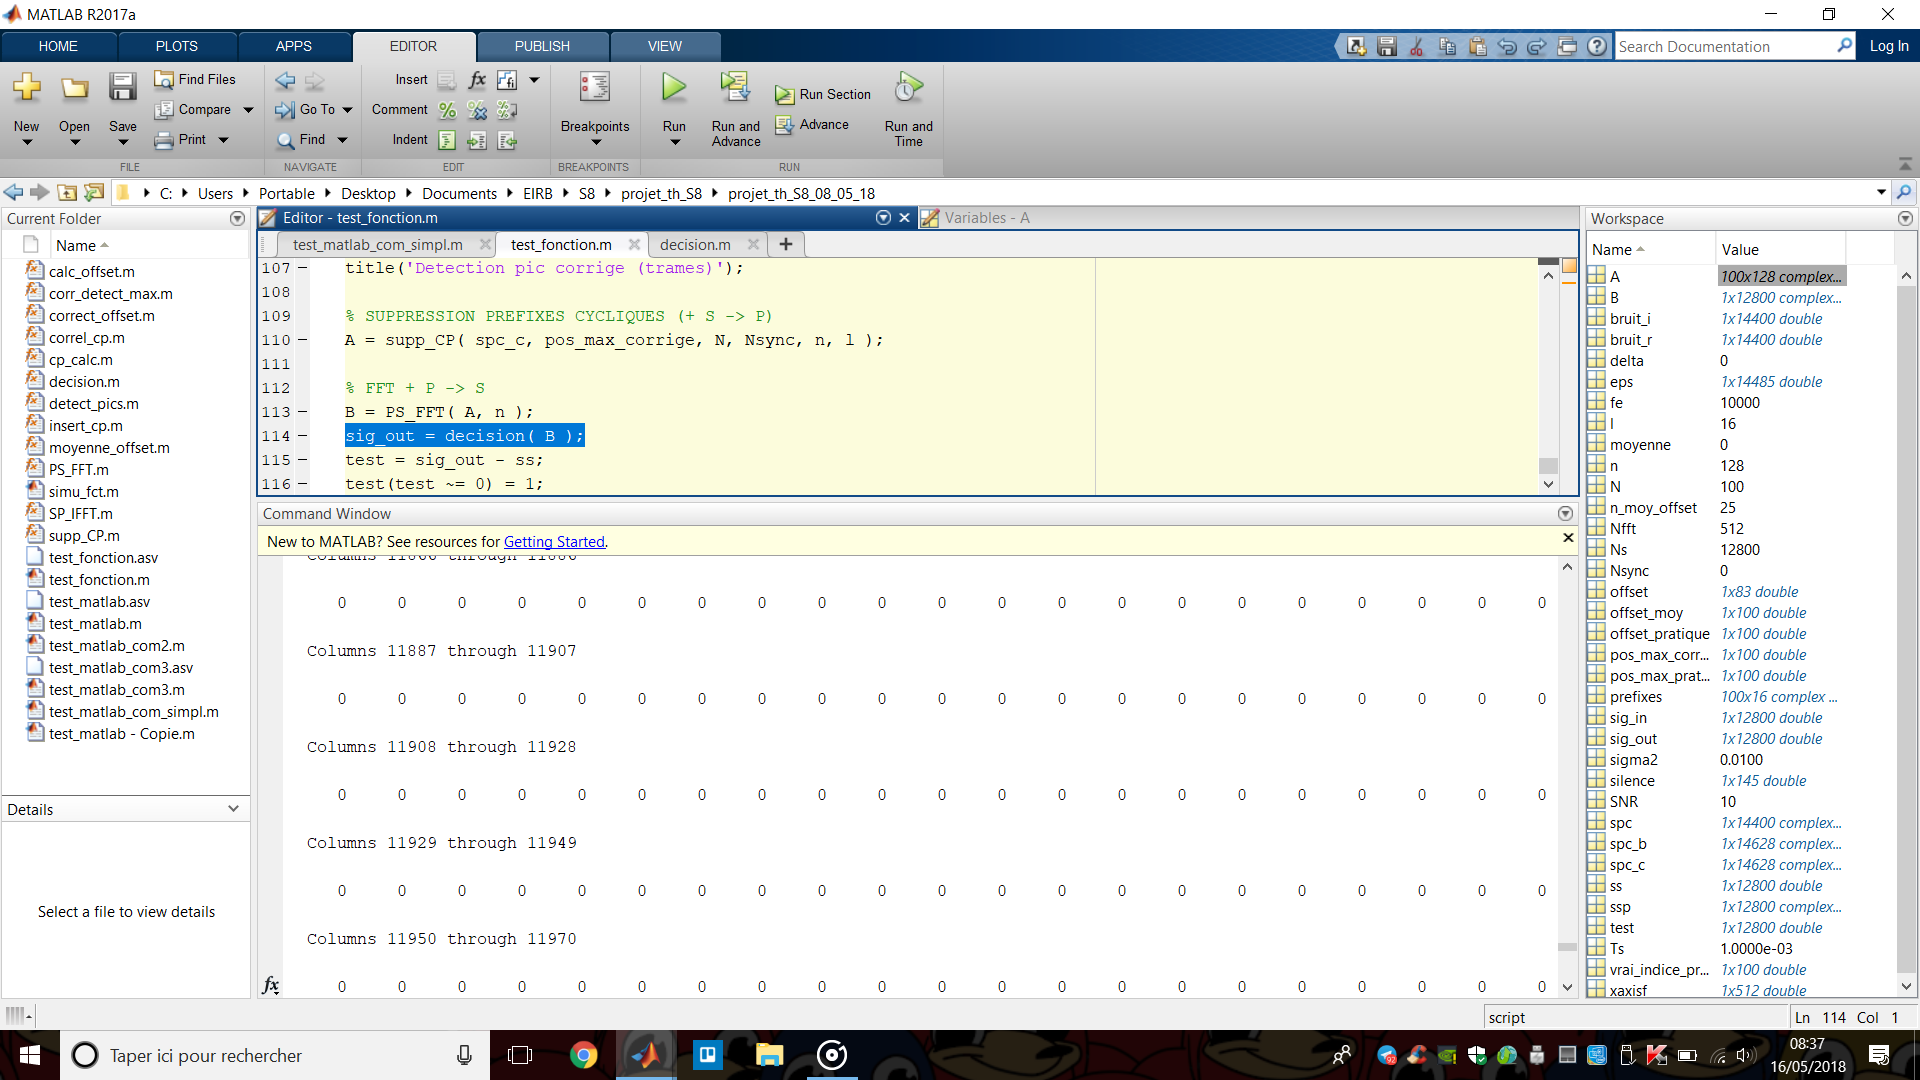 MATLAB R2017a
HOME PLOTS APPS EDITOR PUBLISH VIEW
Search Documentation Log In
New Open Save
Find Files
Compare
Print
FILE
Go To
Find
NAVIGATE
Insert
Comment
Indent
EDIT
Breakpoints
BREAKPOINTS
Run
Run and Advance
Run Section
Advance
Run and Time
RUN
C: Users Portable Desktop Documents EIRB S8 projet_th_S8 projet_th_S8_08_05_18
Current Folder
Name
calc_offset.m
corr_detect_max.m
correct_offset.m
correl_cp.m
cp_calc.m
decision.m
detect_pics.m
insert_cp.m
moyenne_offset.m
PS_FFT.m
simu_fct.m
SP_IFFT.m
supp_CP.m
test_fonction.asv
test_fonction.m
test_matlab.asv
test_matlab.m
test_matlab_com2.m
test_matlab_com3.asv
test_matlab_com3.m
test_matlab_com_simpl.m
test_matlab - Copie.m
Details
Select a file to view details
Editor - test_fonction.m
Variables - A
test_matlab_com_simpl.m test_fonction.m decision.m
107 – title('Detection pic corrige (trames)');
108
109 % SUPPRESSION PREFIXES CYCLIQUES (+ S -> P)
110 – A = supp_CP( spc_c, pos_max_corrige, N, Nsync, n, l );
111
112 % FFT + P -> S
113 – B = PS_FFT( A, n );
114 – sig_out = decision( B );
115 – test = sig_out - ss;
116 – test(test ~= 0) = 1;
Command Window
New to MATLAB? See resources for Getting Started.
Columns 11866 through 11886
0 0 0 0 0 0 0 0 0 0 0 0 0 0 0 0 0 0 0 0 0
Columns 11887 through 11907
0 0 0 0 0 0 0 0 0 0 0 0 0 0 0 0 0 0 0 0 0
Columns 11908 through 11928
0 0 0 0 0 0 0 0 0 0 0 0 0 0 0 0 0 0 0 0 0
Columns 11929 through 11949
0 0 0 0 0 0 0 0 0 0 0 0 0 0 0 0 0 0 0 0 0
Columns 11950 through 11970
fx 0 0 0 0 0 0 0 0 0 0 0 0 0 0 0 0 0 0 0 0 0
Workspace
Name Value
A 100x128 complex...
B 1x12800 complex...
bruit_i 1x14400 double
bruit_r 1x14400 double
delta 0
eps 1x14485 double
fe 10000
l 16
moyenne 0
n 128
N 100
n_moy_offset 25
Nfft 512
Ns 12800
Nsync 0
offset 1x83 double
offset_moy 1x100 double
offset_pratique 1x100 double
pos_max_corr... 1x100 double
pos_max_prat... 1x100 double
prefixes 100x16 complex ...
sig_in 1x12800 double
sig_out 1x12800 double
sigma2 0.0100
silence 1x145 double
SNR 10
spc 1x14400 complex...
spc_b 1x14628 complex...
spc_c 1x14628 complex...
ss 1x12800 double
ssp 1x12800 complex...
test 1x12800 double
Ts 1.0000e-03
vrai_indice_pr... 1x100 double
xaxisf 1x512 double
script Ln 114 Col 1
Taper ici pour rechercher
92
08:37
16/05/2018